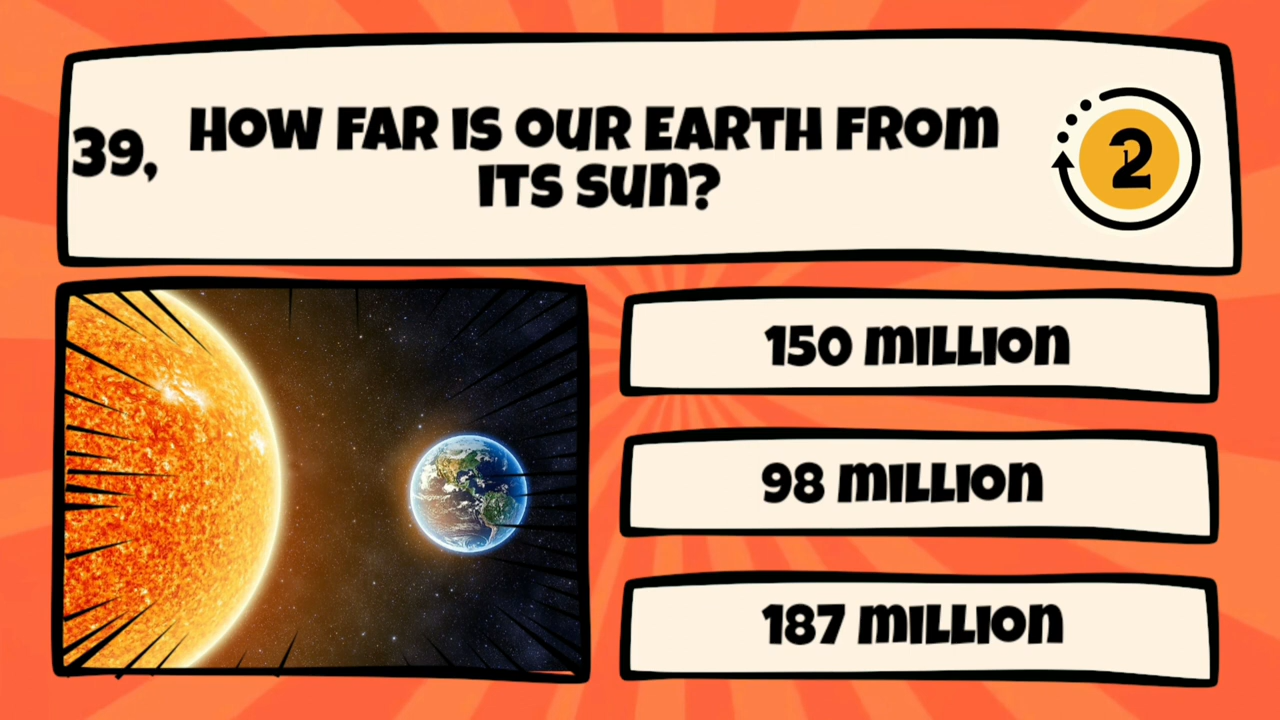 39,
HOW FAR IS OUR EARTH FROM
ITS SUN?
2
150 MILLION
98 MILLION
187 MILLION